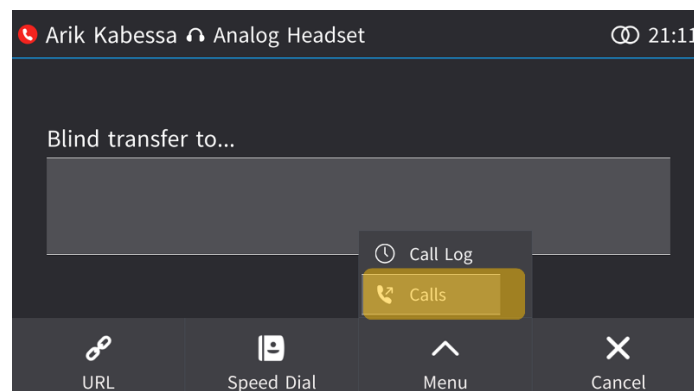 Arik Kabessa Analog Headset 21:11
Blind transfer to...
Call Log
Calls
URL Speed Dial Menu Cancel